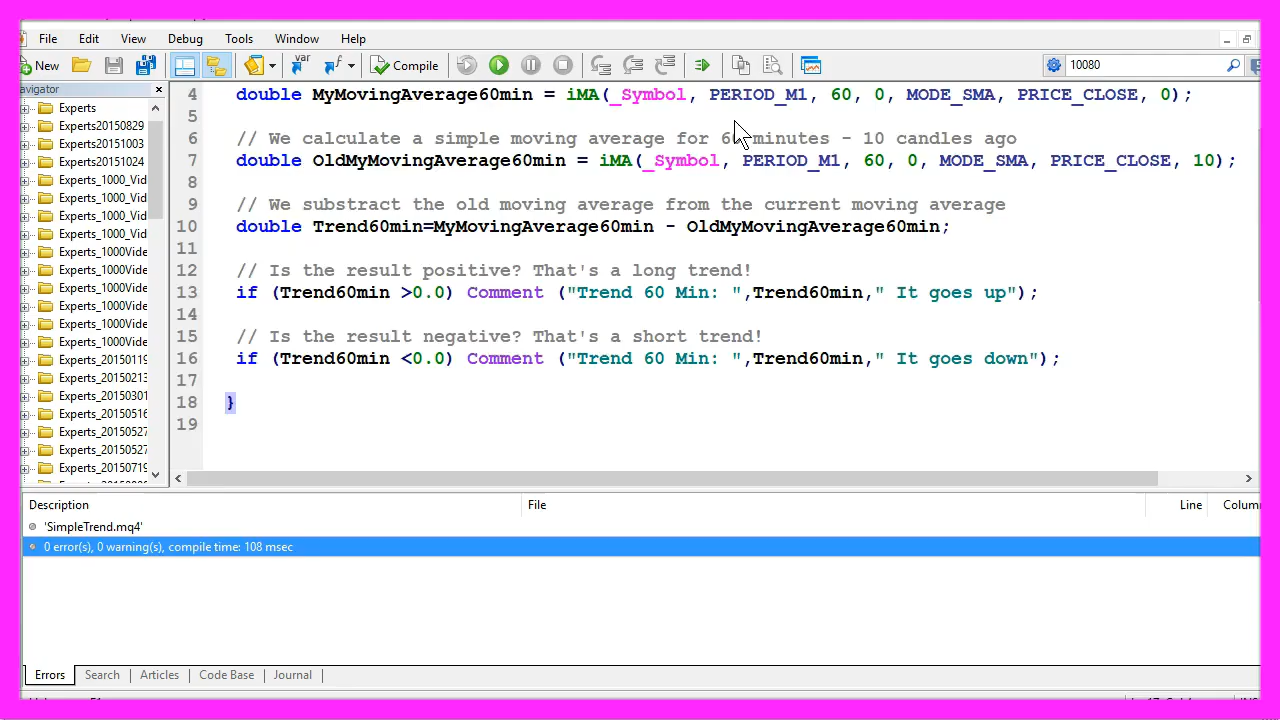 File Edit View Debug Tools Window Help
New Compile 10080
avigator
Experts
Experts20150829
Experts20151003
Experts20151024
Experts_1000_Vid
Experts_1000_Vid
Experts_1000_Vid
Experts_1000_Vid
Experts_1000Vide
Experts_1000Vide
Experts_1000Vide
Experts_1000Vide
Experts_1000Vide
Experts_20150119
Experts_20150213
Experts_20150301
Experts_20150516
Experts_20150527
Experts_20150527
Experts_20150719
4 double MyMovingAverage60min = iMA(_Symbol, PERIOD_M1, 60, 0, MODE_SMA, PRICE_CLOSE, 0);
5
6 // We calculate a simple moving average for 60 minutes - 10 candles ago
7 double OldMyMovingAverage60min = iMA(_Symbol, PERIOD_M1, 60, 0, MODE_SMA, PRICE_CLOSE, 10);
8
9 // We substract the old moving average from the current moving average
10 double Trend60min=MyMovingAverage60min - OldMyMovingAverage60min;
11
12 // Is the result positive? That's a long trend!
13 if (Trend60min >0.0) Comment ("Trend 60 Min: ",Trend60min," It goes up");
14
15 // Is the result negative? That's a short trend!
16 if (Trend60min <0.0) Comment ("Trend 60 Min: ",Trend60min," It goes down");
17
18 }
19
Description File Line Colum
'SimpleTrend.mq4'
0 error(s), 0 warning(s), compile time: 108 msec
Errors Search Articles Code Base Journal